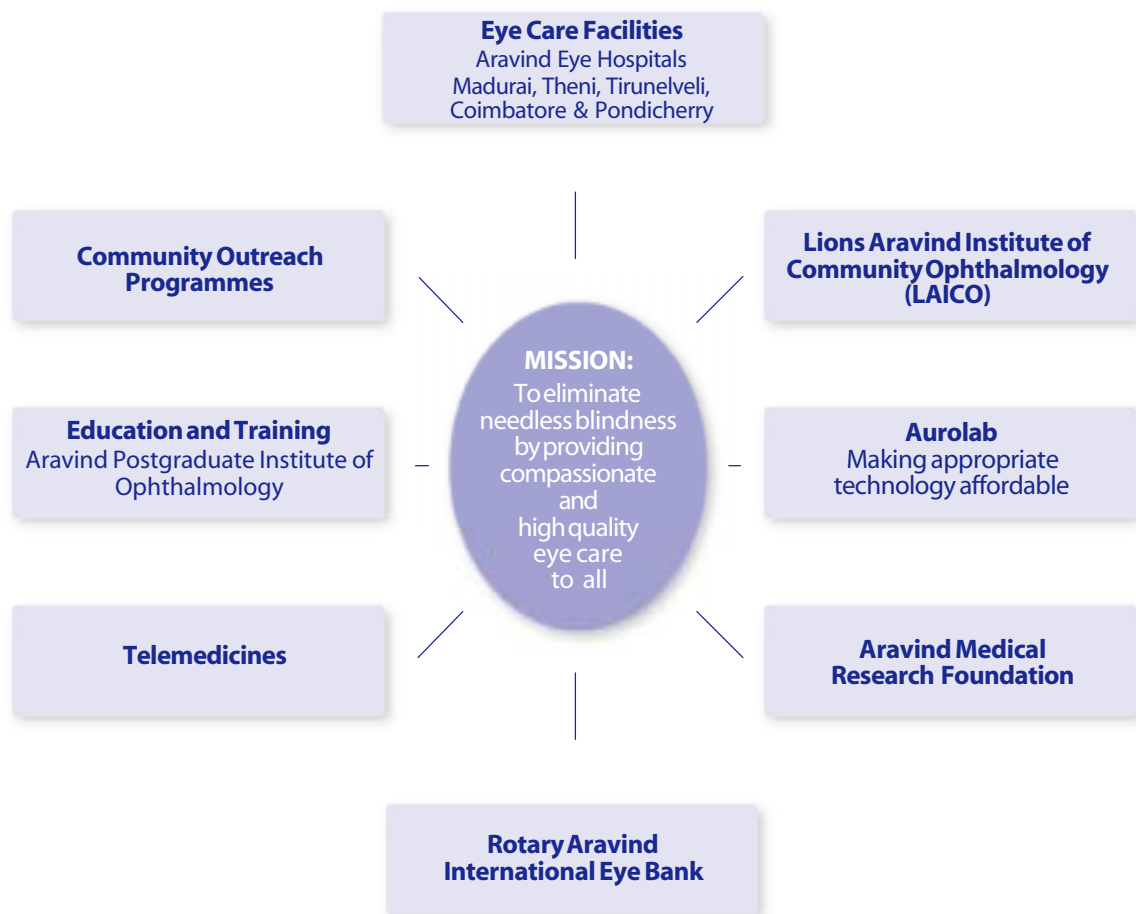 Eye Care Facilities
Aravind Eye Hospitals
Madurai, Theni, Tirunelveli,
Coimbatore & Pondicherry
Community Outreach
Programmes
Lions Aravind Institute of
Community Ophthalmology
(LAICO)
MISSION:
To eliminate
needless blindness
by providing
compassionate
and
high quality
eye care
to all
Education and Training
Aravind Postgraduate Institute of
Ophthalmology
Aurolab
Making appropriate
technology affordable
Telemedicines
Aravind Medical
Research Foundation
Rotary Aravind
International Eye Bank